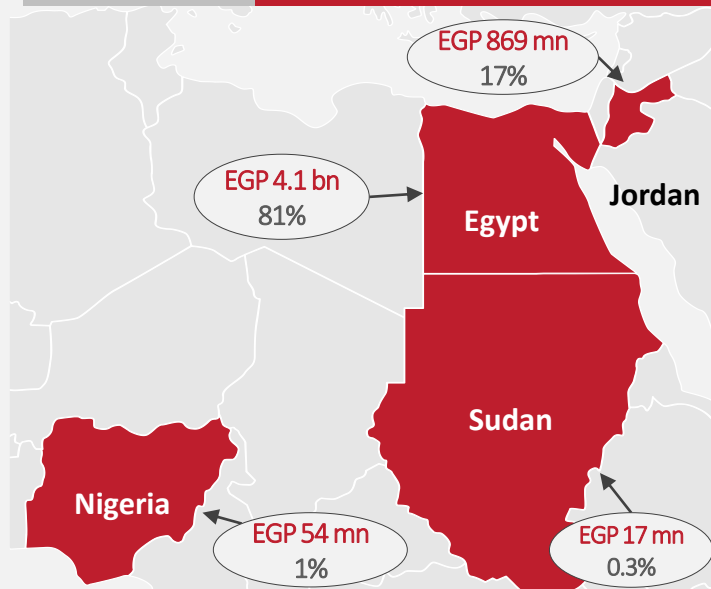 EGP 869 mn
17%
Jordan
EGP 4.1 bn
81%
Egypt
Sudan
Nigeria
EGP 54 mn
1%
EGP 17 mn
0.3%